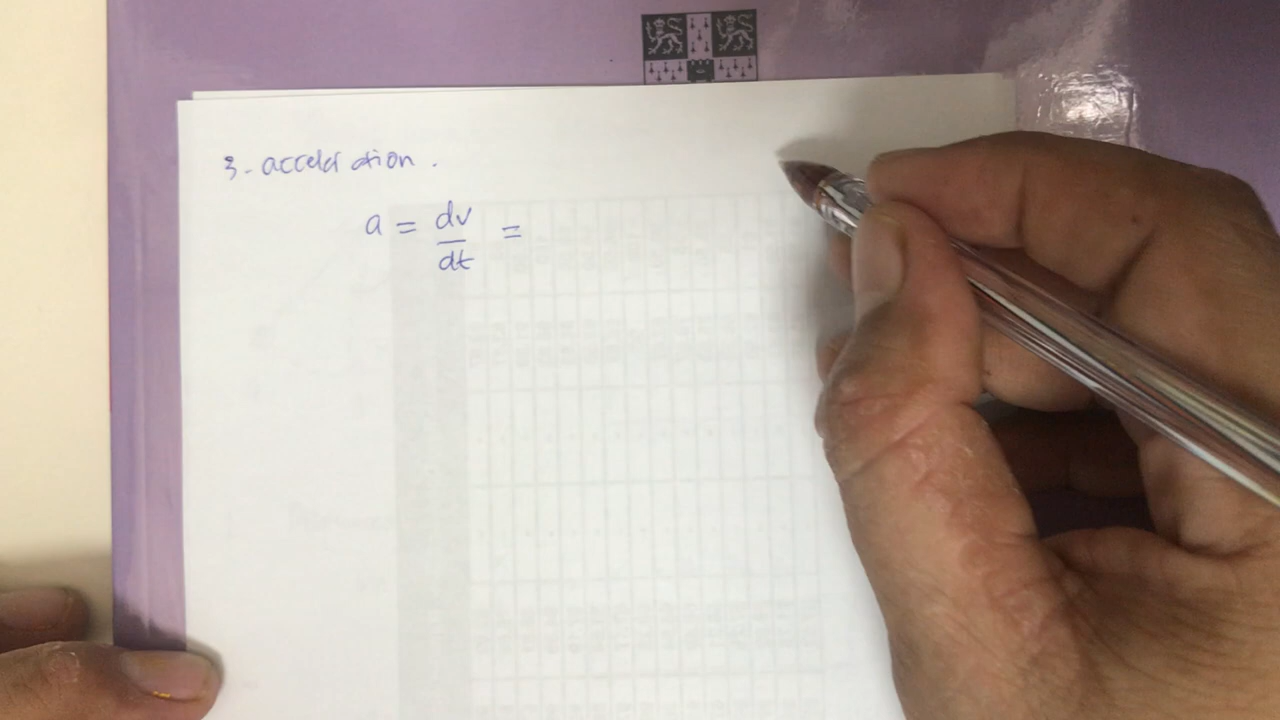 3- acceleration.
a = dv/dt =